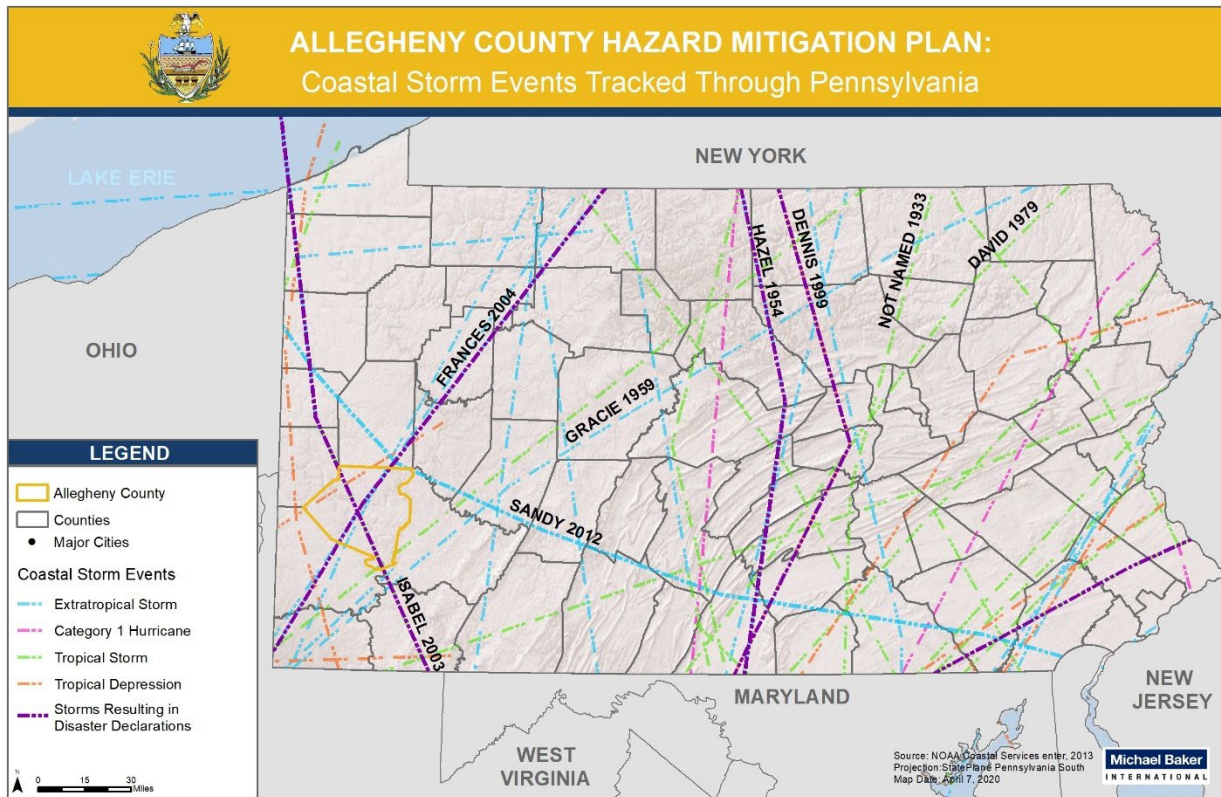 ALLEGHENY COUNTY HAZARD MITIGATION PLAN:
Coastal Storm Events Tracked Through Pennsylvania
LAKE ERIE
NEW YORK
OHIO
FRANCES 2004
GRACIE 1959
HAZEL 1954
DENNIS 1999
NOT NAMED 1933
DAVID 1979
SANDY 2012
ISABEL 2003
LEGEND
Allegheny County
Counties
Major Cities
Coastal Storm Events
Extratropical Storm
Category 1 Hurricane
Tropical Storm
Tropical Depression
Storms Resulting in
Disaster Declarations
N
0 15 30
Miles
WEST
VIRGINIA
MARYLAND
NEW
JERSEY
Source: NOAA Coastal Services enter, 2013
Projection:StatePlane Pennsylvania South
Map Date: April 7, 2020
Michael Baker
INTERNATIONAL